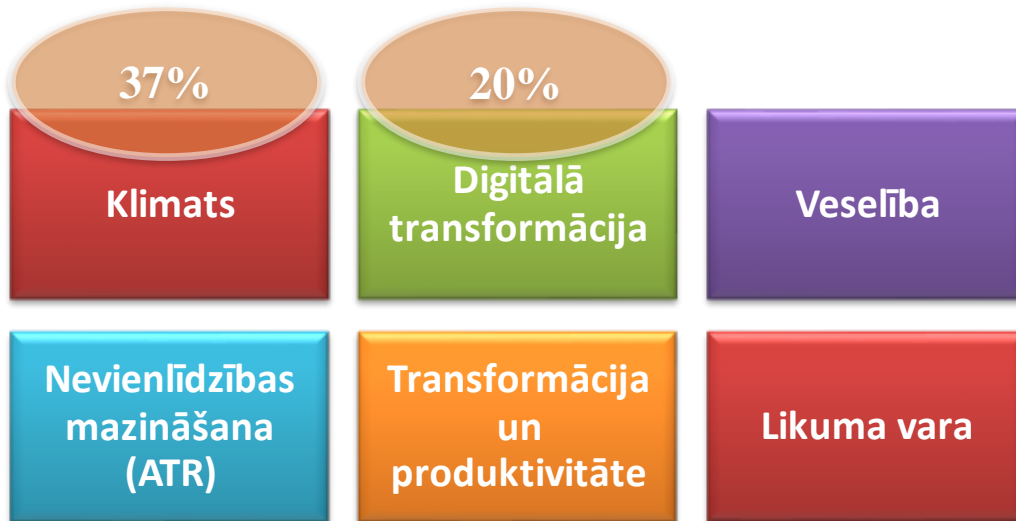 37%
20%
Klimats
Digitālā
transformācija
Veselība
Nevienlīdzības
mazināšana
(ATR)
Transformācija
un
produktivitāte
Likuma vara